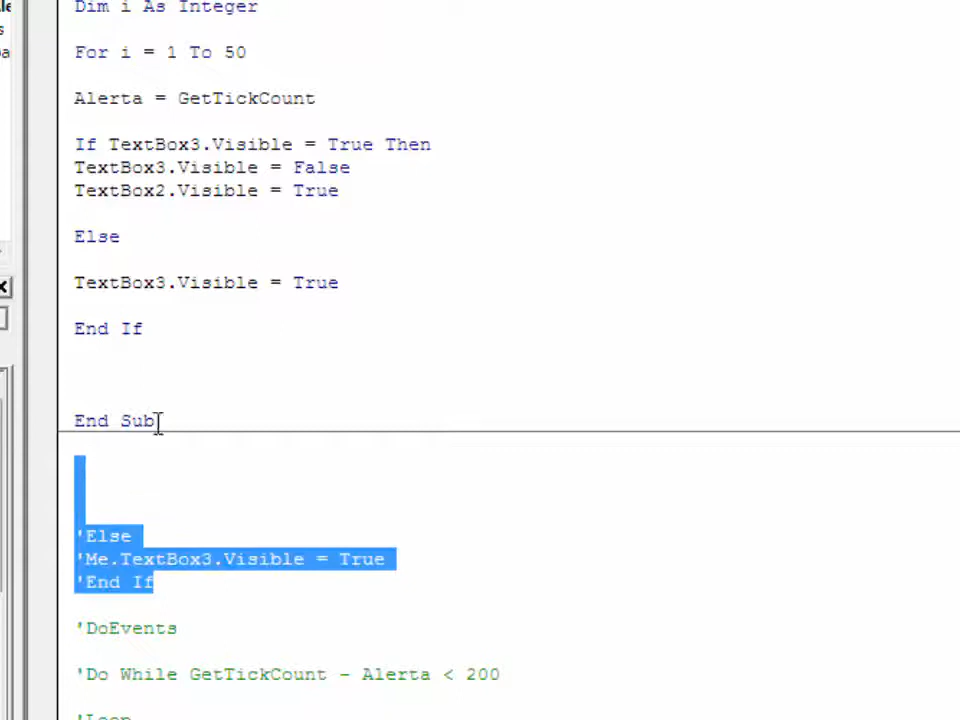 Dim i As Integer
For i = 1 To 50
Alerta = GetTickCount
If TextBox3.Visible = True Then
TextBox3.Visible = False
TextBox2.Visible = True
Else
TextBox3.Visible = True
End If
End Sub
'Else
'Me.TextBox3.Visible = True
'End If
'DoEvents
'Do While GetTickCount - Alerta < 200
'Loop